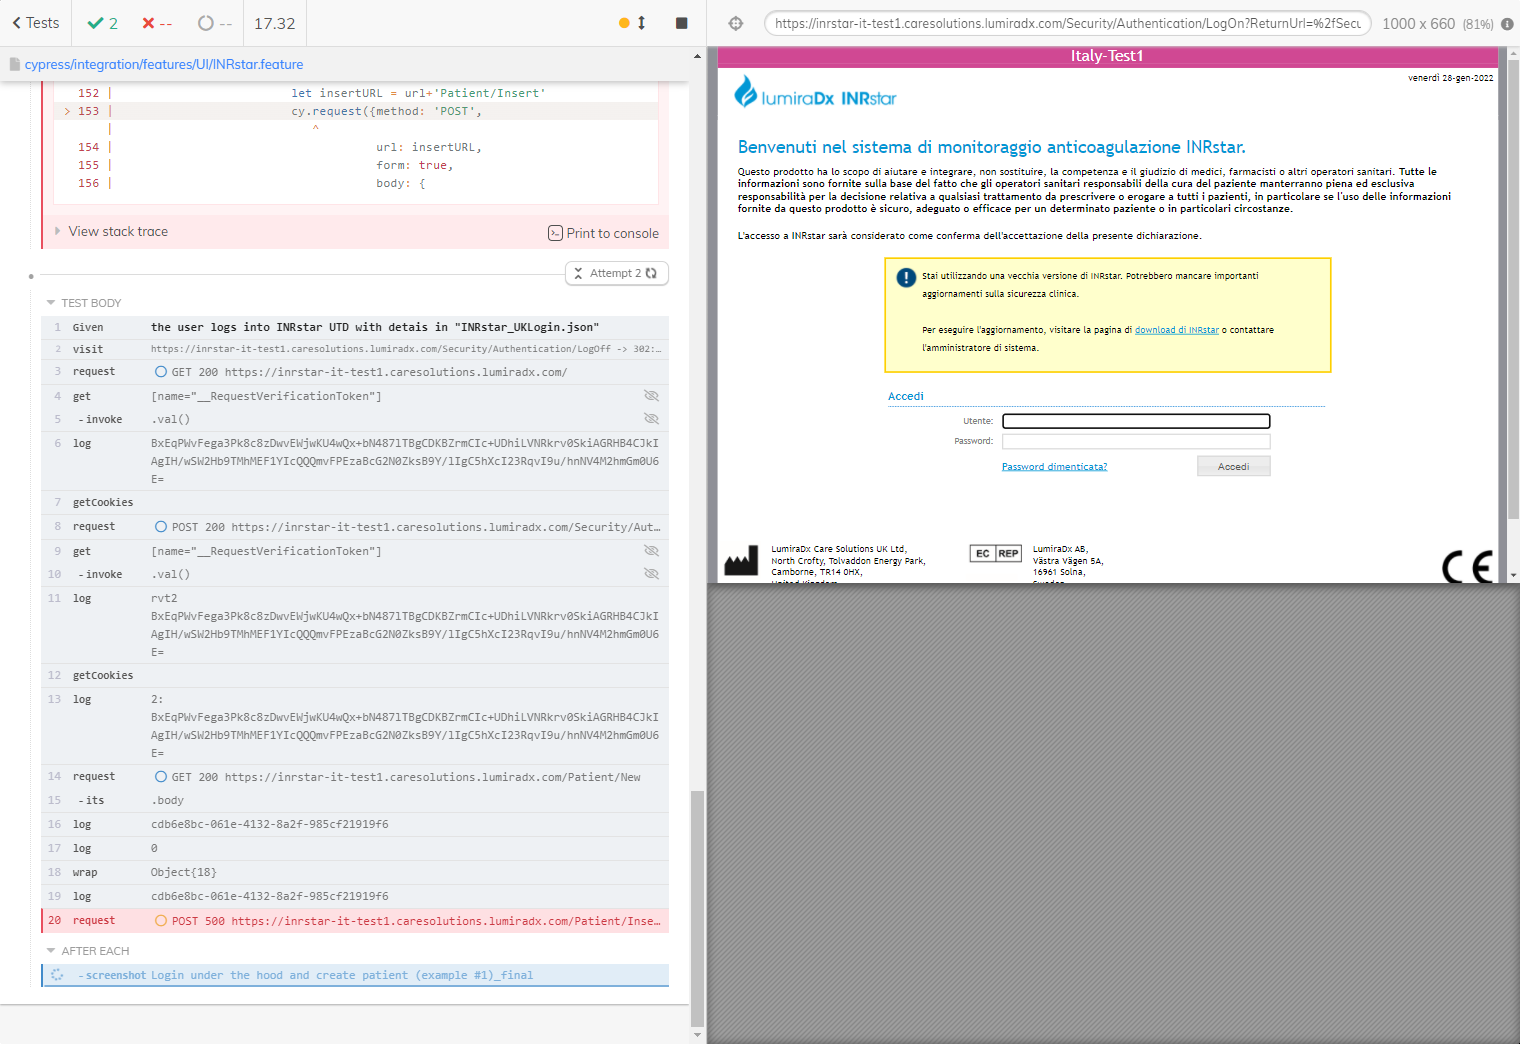 Tests
2
--
--
17.32
cypress/integration/features/UI/INRstar.feature
152 | let insertURL = url+'Patient/Insert'
> 153 | cy.request({method: 'POST',
| ^
154 | url: insertURL,
155 | form: true,
156 | body: {
View stack trace
Print to console
Attempt 2
TEST BODY
1 Given the user logs into INRstar UTD with detais in "INRstar_UKLogin.json"
2 visit https://inrstar-it-test1.caresolutions.lumiradx.com/Security/Authentication/LogOff -> 302:…
3 request GET 200 https://inrstar-it-test1.caresolutions.lumiradx.com/
4 get [name="__RequestVerificationToken"]
5 -invoke .val()
6 log BxEqPWvFega3Pk8c8zDwvEWjwKU4wQx+bN487lTBgCDKBZrmCIc+UDhiLVNRkrv0SkiAGRHB4CJkI
AgIH/wSW2Hb9TMhMEF1YIcQQQmvFPEzaBcG2N0ZksB9Y/lIgC5hXcI23RqvI9u/hnNV4M2hmGm0U6
E=
7 getCookies
8 request POST 200 https://inrstar-it-test1.caresolutions.lumiradx.com/Security/Aut…
9 get [name="__RequestVerificationToken"]
10 -invoke .val()
11 log rvt2
BxEqPWvFega3Pk8c8zDwvEWjwKU4wQx+bN487lTBgCDKBZrmCIc+UDhiLVNRkrv0SkiAGRHB4CJkI
AgIH/wSW2Hb9TMhMEF1YIcQQQmvFPEzaBcG2N0ZksB9Y/lIgC5hXcI23RqvI9u/hnNV4M2hmGm0U6
E=
12 getCookies
13 log 2:
BxEqPWvFega3Pk8c8zDwvEWjwKU4wQx+bN487lTBgCDKBZrmCIc+UDhiLVNRkrv0SkiAGRHB4CJkI
AgIH/wSW2Hb9TMhMEF1YIcQQQmvFPEzaBcG2N0ZksB9Y/lIgC5hXcI23RqvI9u/hnNV4M2hmGm0U6
E=
14 request GET 200 https://inrstar-it-test1.caresolutions.lumiradx.com/Patient/New
15 -its .body
16 log cdb6e8bc-061e-4132-8a2f-985cf21919f6
17 log 0
18 wrap Object{18}
19 log cdb6e8bc-061e-4132-8a2f-985cf21919f6
20 request POST 500 https://inrstar-it-test1.caresolutions.lumiradx.com/Patient/Inse…
AFTER EACH
-screenshot Login under the hood and create patient (example #1)_final
https://inrstar-it-test1.caresolutions.lumiradx.com/Security/Authentication/LogOn?ReturnUrl=%2fSecu
1000 x 660 (81%)
Italy-Test1
venerdì 28-gen-2022
lumiraDx INRstar
Benvenuti nel sistema di monitoraggio anticoagulazione INRstar.
Questo prodotto ha lo scopo di aiutare e integrare, non sostituire, la competenza e il giudizio di medici, farmacisti o altri operatori sanitari. Tutte le
informazioni sono fornite sulla base del fatto che gli operatori sanitari responsabili della cura del paziente manterranno piena ed esclusiva
responsabilità per la decisione relativa a qualsiasi trattamento da prescrivere o erogare a tutti i pazienti, in particolare se l'uso delle informazioni
fornite da questo prodotto è sicuro, adeguato o efficace per un determinato paziente o in particolari circostanze.
L'accesso a INRstar sarà considerato come conferma dell'accettazione della presente dichiarazione.
Stai utilizzando una vecchia versione di INRstar. Potrebbero mancare importanti
aggiornamenti sulla sicurezza clinica.
Per eseguire l'aggiornamento, visitare la pagina di download di INRstar o contattare
l'amministratore di sistema.
Accedi
Utente:
Password:
Password dimenticata?
Accedi
LumiraDx Care Solutions UK Ltd,
North Crofty, Tolvaddon Energy Park,
Camborne, TR14 0HX,
United Kingdom
EC REP
LumiraDx AB,
Västra Vägen 5A,
16961 Solna,
Sweden
CE